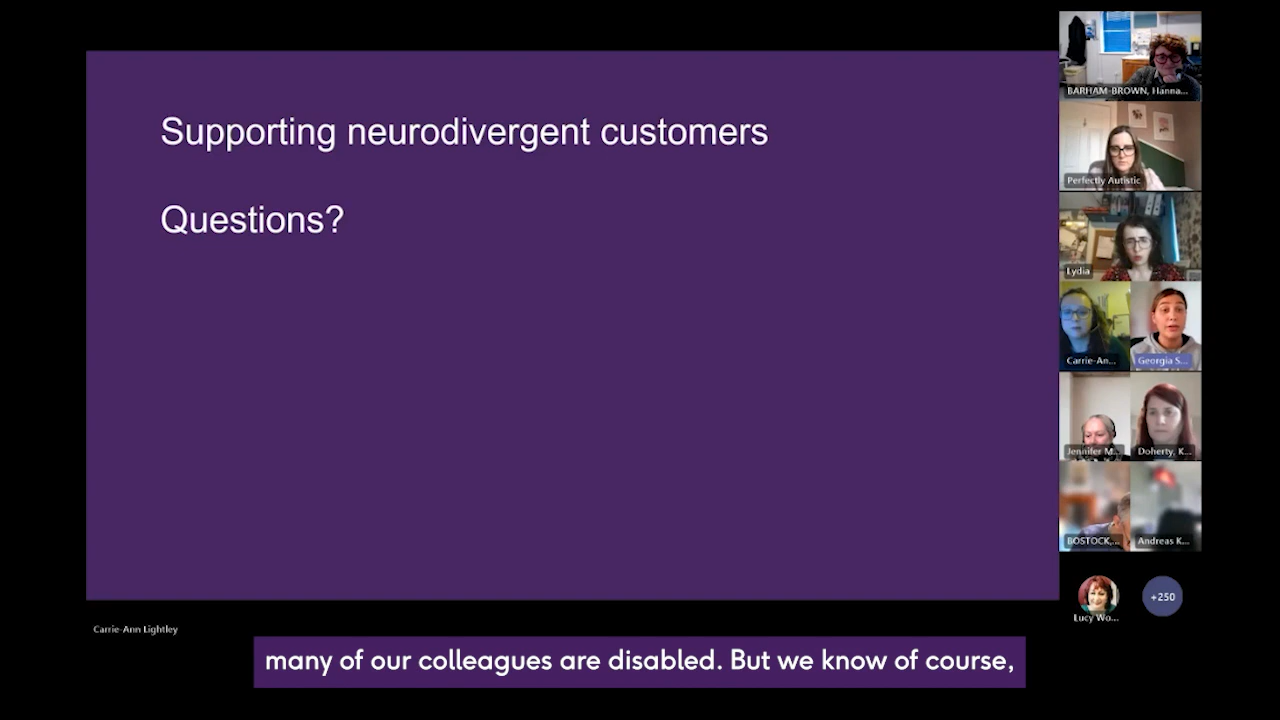 Supporting neurodivergent customers
Questions?
BARHAM-BROWN, Hanna...
Perfectly Autistic
Lydia
Carrie-An...
Georgia S...
Jennifer M...
Doherty, K...
BOSTOCK,...
Andreas K...
+250
Lucy Wo...
Carrie-Ann Lightley
many of our colleagues are disabled. But we know of course,